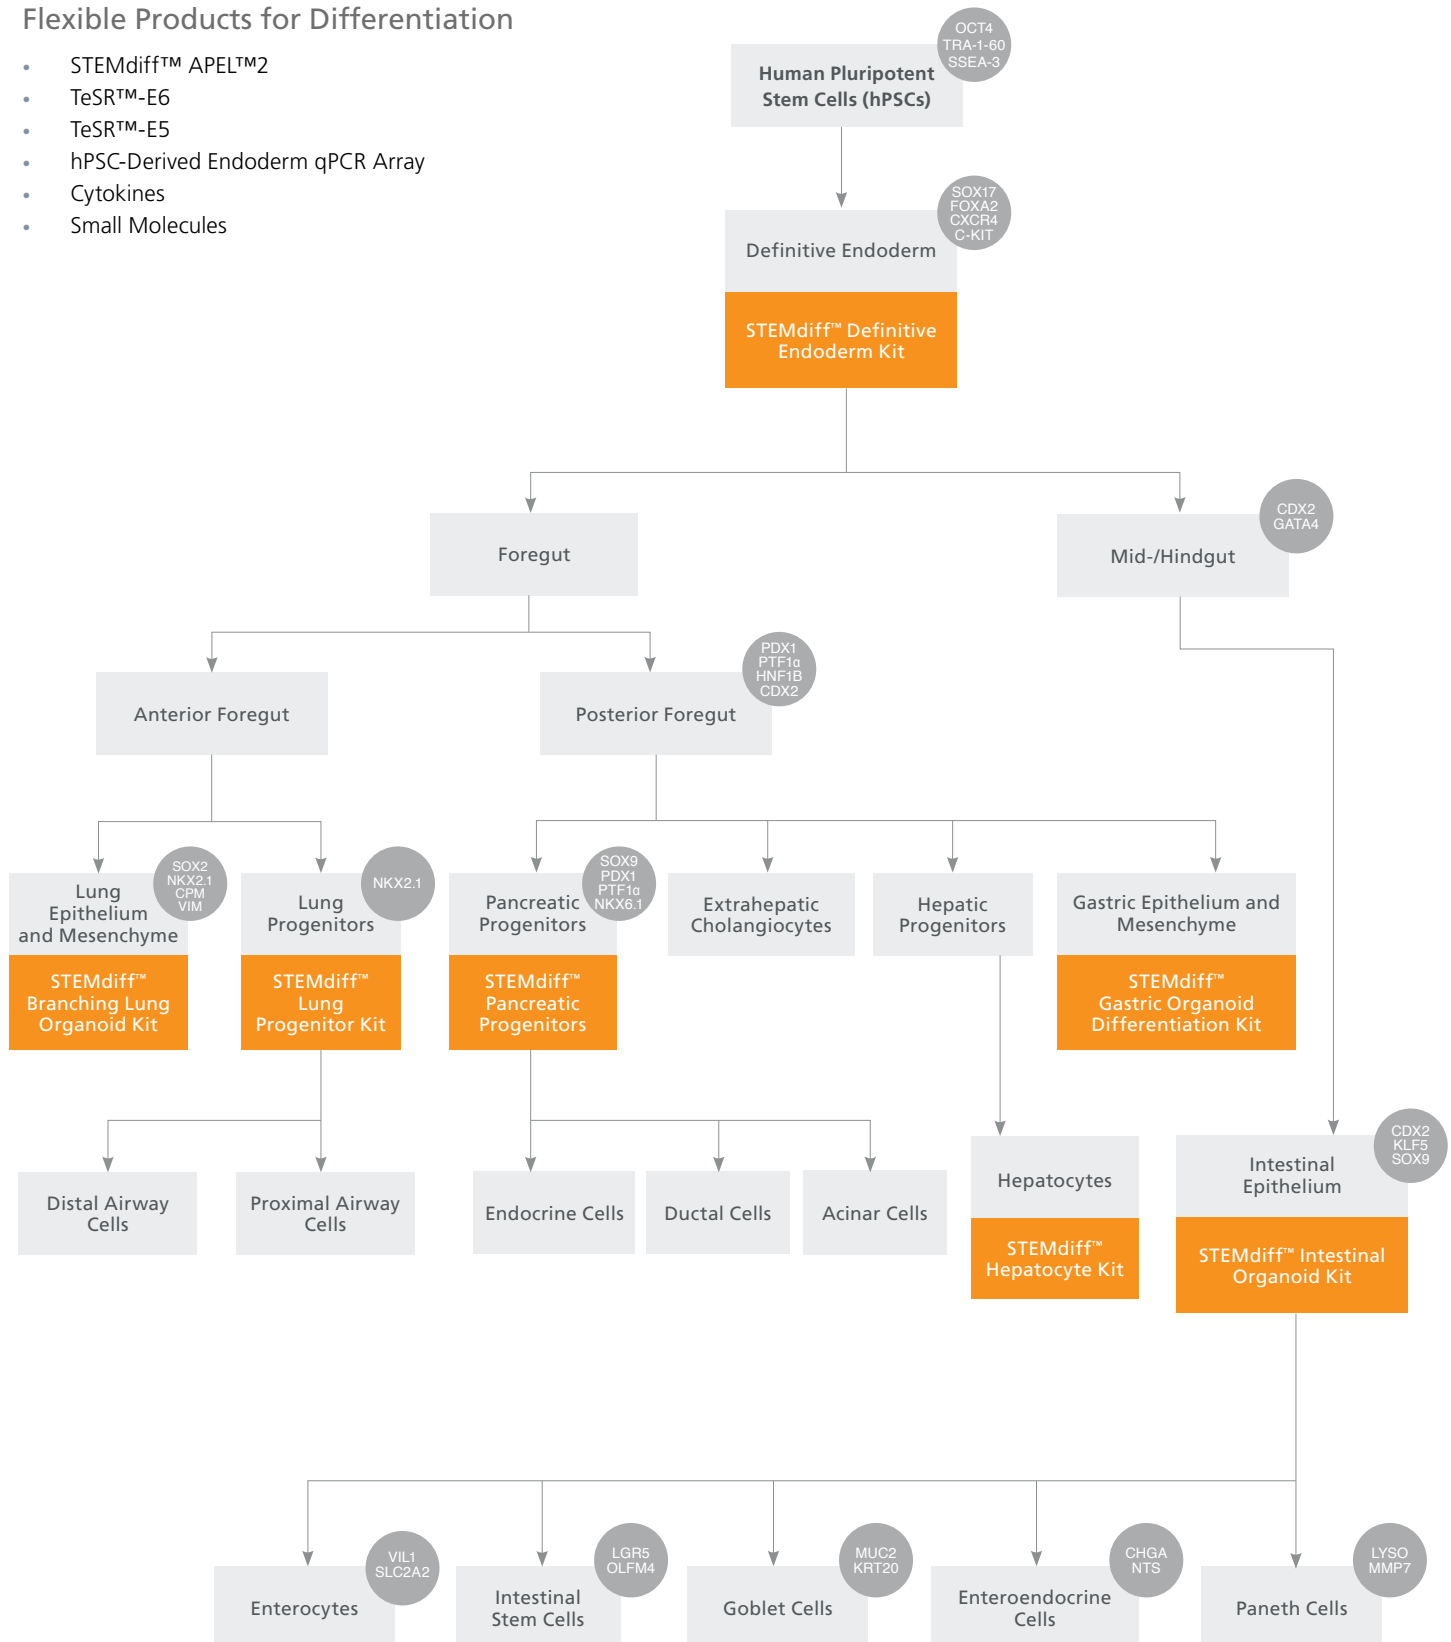 Flexible Products for Differentiation
• STEMdiff™ APEL™2
• TeSR™-E6
• TeSR™-E5
• hPSC-Derived Endoderm qPCR Array
• Cytokines
• Small Molecules
OCT4
TRA-1-60
SSEA-3
Human Pluripotent
Stem Cells (hPSCs)
SOX17
FOXA2
CXCR4
C-KIT
Definitive Endoderm
STEMdiff™ Definitive
Endoderm Kit
Foregut
CDX2
GATA4
Mid-/Hindgut
Anterior Foregut
PDX1
PTF1α
HNF1B
CDX2
Posterior Foregut
SOX2
NKX2.1
CPM
VIM
Lung
Epithelium
and Mesenchyme
STEMdiff™
Branching Lung
Organoid Kit
NKX2.1
Lung
Progenitors
STEMdiff™
Lung
Progenitor Kit
SOX9
PDX1
PTF1α
NKX6.1
Pancreatic
Progenitors
STEMdiff™
Pancreatic
Progenitors
Extrahepatic
Cholangiocytes
Hepatic
Progenitors
Gastric Epithelium and
Mesenchyme
STEMdiff™
Gastric Organoid
Differentiation Kit
Distal Airway
Cells
Proximal Airway
Cells
Endocrine Cells
Ductal Cells
Acinar Cells
Hepatocytes
STEMdiff™
Hepatocyte Kit
CDX2
KLF5
SOX9
Intestinal
Epithelium
STEMdiff™ Intestinal
Organoid Kit
VIL1
SLC2A2
Enterocytes
LGR5
OLFM4
Intestinal
Stem Cells
MUC2
KRT20
Goblet Cells
CHGA
NTS
Enteroendocrine
Cells
LYSO
MMP7
Paneth Cells